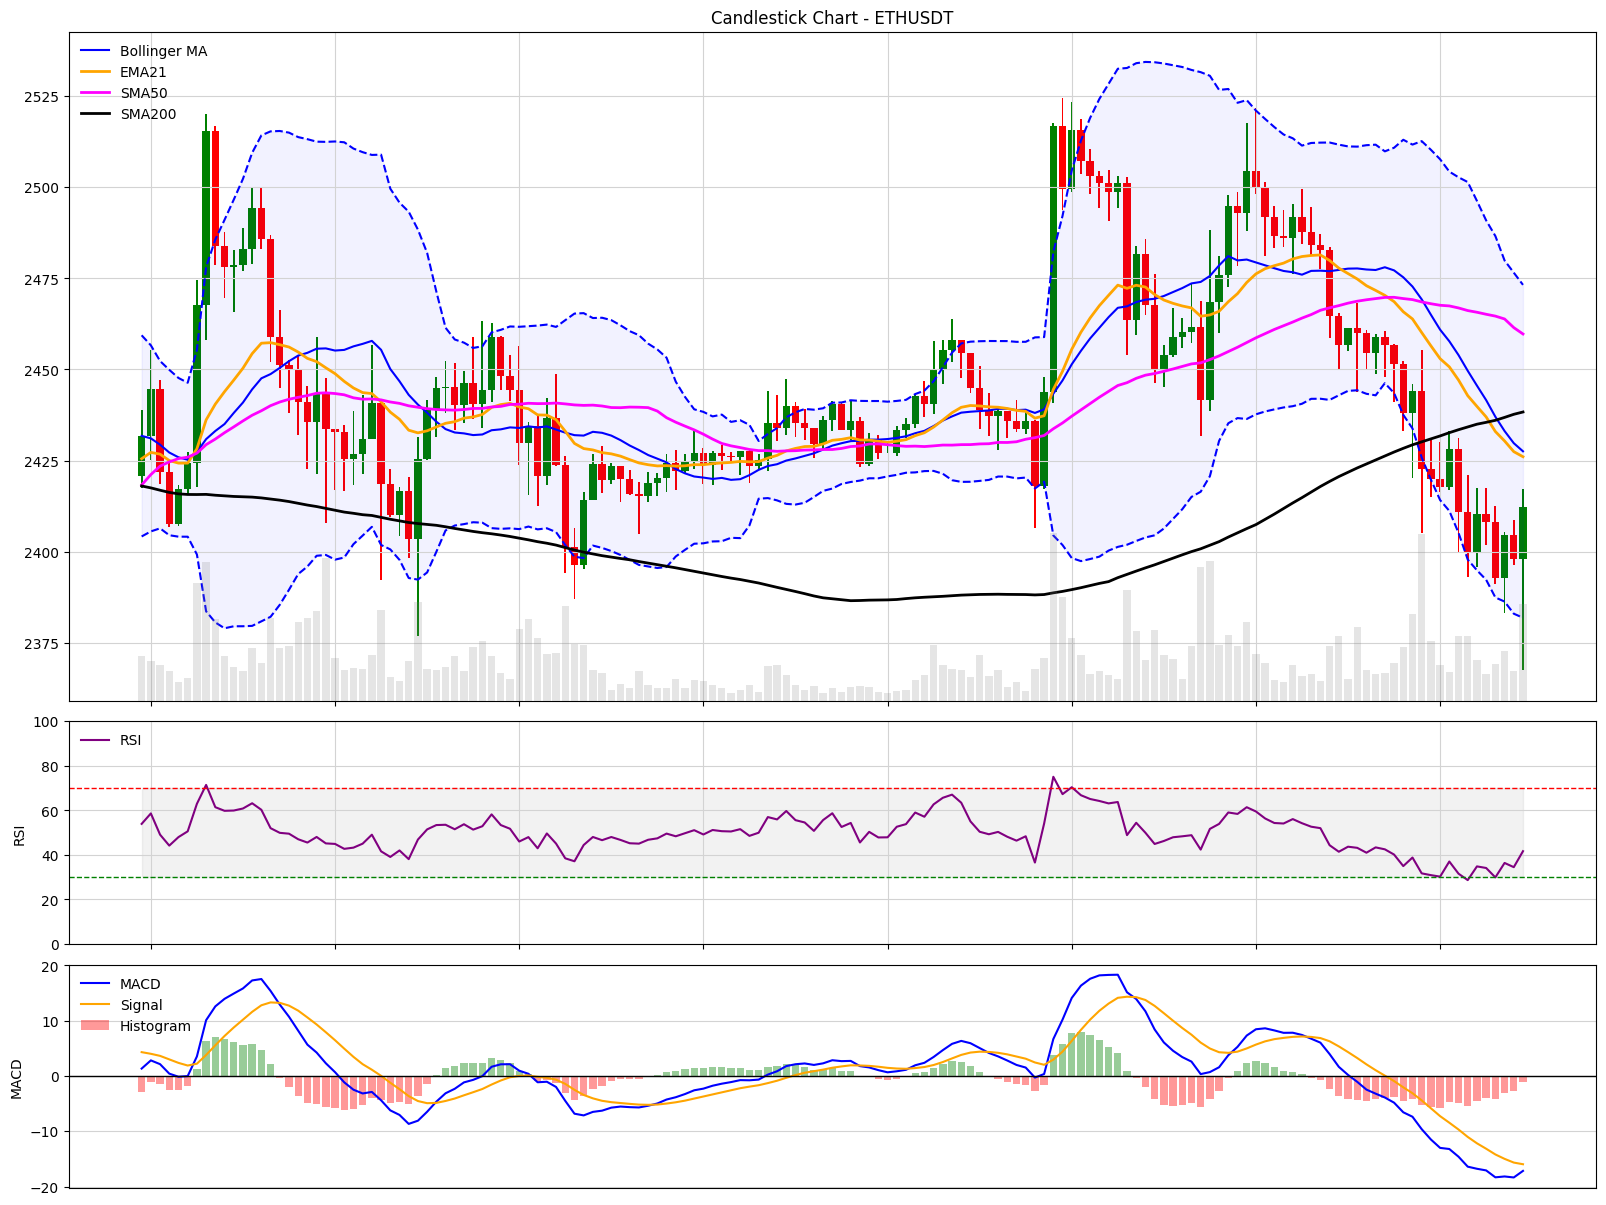 Candlestick Chart - ETHUSDT
Bollinger MA
EMA21
SMA50
SMA200
2525
2500
2475
2450
2425
2400
2375
RSI
100
80
60
40
20
0
RSI
MACD
Signal
Histogram
20
10
0
−10
−20
MACD